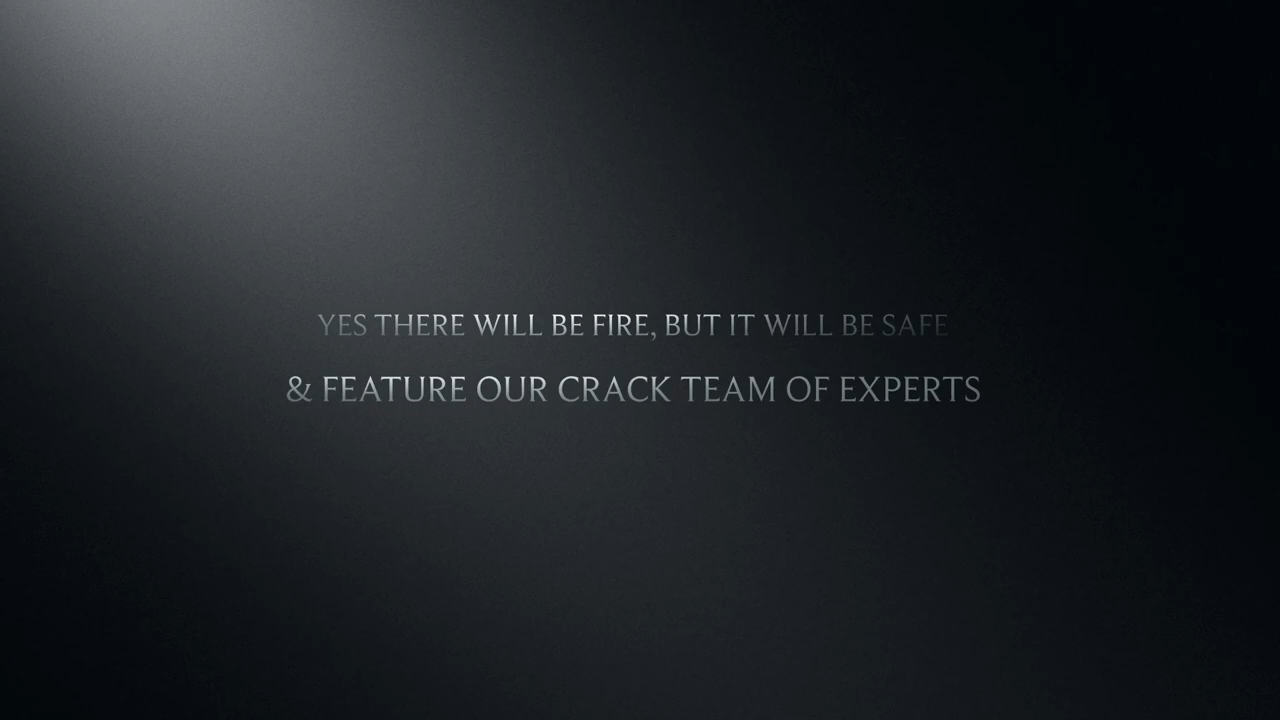 YES THERE WILL BE FIRE, BUT IT WILL BE SAFE
& FEATURE OUR CRACK TEAM OF EXPERTS